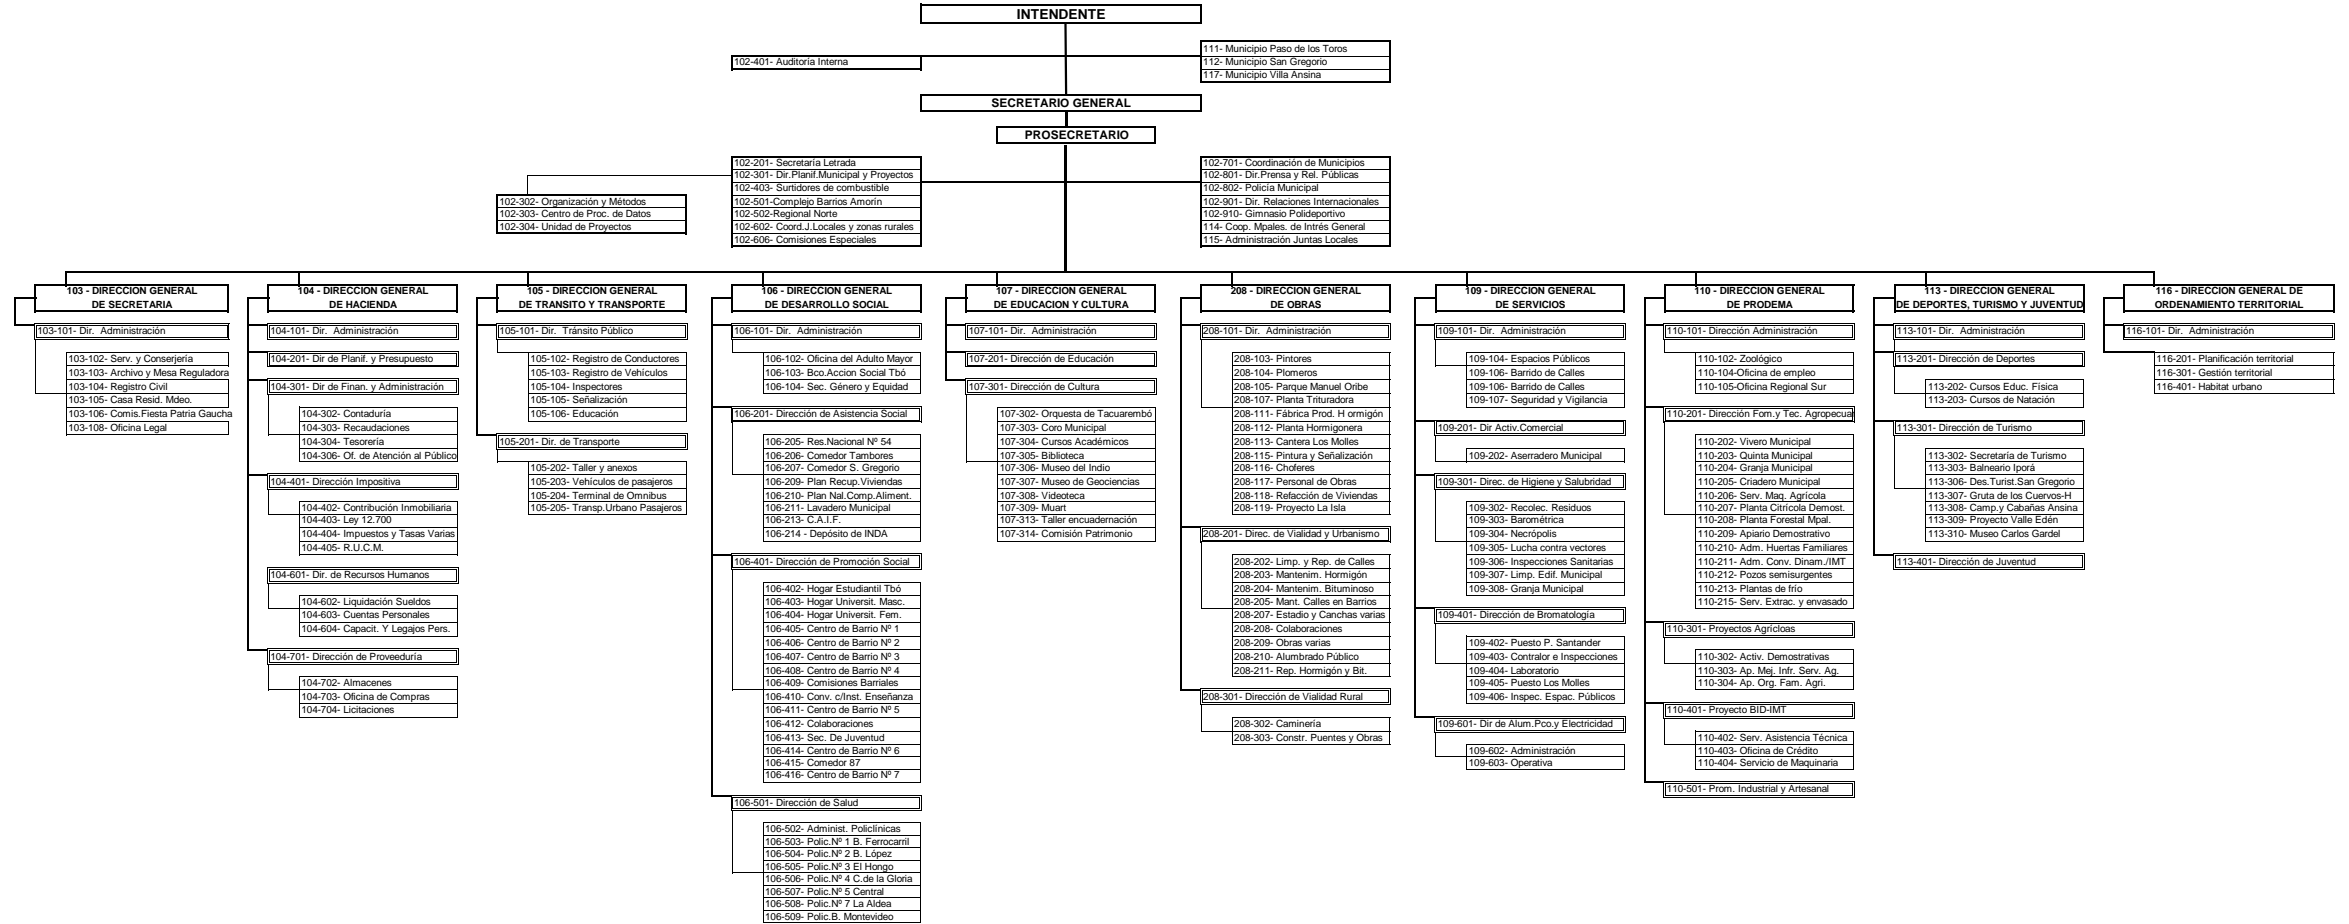 INTENDENTE
111- Municipio Paso de los Toros
102-401- Auditoría Interna
112- Municipio San Gregorio
117- Municipio Villa Ansina
SECRETARIO GENERAL
PROSECRETARIO
102-201- Secretaría Letrada
102-301- Dir.Planif.Municipal y Proyectos
102-403- Surtidores de combustible
102-501-Complejo Barrios Amorín
102-502-Regional Norte
102-602- Coord.J.Locales y zonas rurales
102-606- Comisiones Especiales
102-302- Organización y Métodos
102-303- Centro de Proc. de Datos
102-304- Unidad de Proyectos
102-701- Coordinación de Municipios
102-801- Dir.Prensa y Rel. Públicas
102-802- Policía Municipal
102-901- Dir. Relaciones Internacionales
102-910- Gimnasio Polideportivo
114- Coop. Mpales. de Intrés General
115- Administración Juntas Locales
103 - DIRECCION GENERAL
DE SECRETARIA
103-101- Dir. Administración
103-102- Serv. y Conserjería
103-103- Archivo y Mesa Reguladora
103-104- Registro Civil
103-105- Casa Resid. Mdeo.
103-106- Comis.Fiesta Patria Gaucha
103-108- Oficina Legal
104 - DIRECCION GENERAL
DE HACIENDA
104-101- Dir. Administración
104-201- Dir de Planif. y Presupuesto
104-301- Dir de Finan. y Administración
104-302- Contaduría
104-303- Recaudaciones
104-304- Tesorería
104-306- Of. de Atención al Público
104-401- Dirección Impositiva
104-402- Contribución Inmobiliaria
104-403- Ley 12.700
104-404- Impuestos y Tasas Varias
104-405- R.U.C.M.
104-601- Dir. de Recursos Humanos
104-602- Liquidación Sueldos
104-603- Cuentas Personales
104-604- Capacit. Y Legajos Pers.
104-701- Dirección de Proveeduría
104-702- Almacenes
104-703- Oficina de Compras
104-704- Licitaciones
105 - DIRECCION GENERAL
DE TRANSITO Y TRANSPORTE
105-101- Dir. Tránsito Público
105-102- Registro de Conductores
105-103- Registro de Vehículos
105-104- Inspectores
105-105- Señalización
105-106- Educación
105-201- Dir. de Transporte
105-202- Taller y anexos
105-203- Vehículos de pasajeros
105-204- Terminal de Omnibus
105-205- Transp.Urbano Pasajeros
106 - DIRECCION GENERAL
DE DESARROLLO SOCIAL
106-101- Dir. Administración
106-102- Oficina del Adulto Mayor
106-103- Bco.Accion Social Tbó
106-104- Sec. Género y Equidad
106-201- Dirección de Asistencia Social
106-205- Res.Nacional Nº 54
106-206- Comedor Tambores
106-207- Comedor S. Gregorio
106-209- Plan Recup.Viviendas
106-210- Plan Nal.Comp.Aliment.
106-211- Lavadero Municipal
106-213- C.A.I.F.
106-214 - Depósito de INDA
106-401- Dirección de Promoción Social
106-402- Hogar Estudiantil Tbó
106-403- Hogar Universit. Masc.
106-404- Hogar Universit. Fem.
106-405- Centro de Barrio Nº 1
106-406- Centro de Barrio Nº 2
106-407- Centro de Barrio Nº 3
106-408- Centro de Barrio Nº 4
106-409- Comisiones Barriales
106-410- Conv. c/Inst. Enseñanza
106-411- Centro de Barrio Nº 5
106-412- Colaboraciones
106-413- Sec. De Juventud
106-414- Centro de Barrio Nº 6
106-415- Comedor 87
106-416- Centro de Barrio Nº 7
106-501- Dirección de Salud
106-502- Administ. Policlínicas
106-503- Polic.Nº 1 B. Ferrocarril
106-504- Polic.Nº 2 B. López
106-505- Polic.Nº 3 El Hongo
106-506- Polic.Nº 4 C.de la Gloria
106-507- Polic.Nº 5 Central
106-508- Polic.Nº 7 La Aldea
106-509- Polic.B. Montevideo
107 - DIRECCION GENERAL
DE EDUCACION Y CULTURA
107-101- Dir. Administración
107-201- Dirección de Educación
107-301- Dirección de Cultura
107-302- Orquesta de Tacuarembó
107-303- Coro Municipal
107-304- Cursos Académicos
107-305- Biblioteca
107-306- Museo del Indio
107-307- Museo de Geociencias
107-308- Videoteca
107-309- Muart
107-313- Taller encuadernación
107-314- Comisión Patrimonio
208 - DIRECCION GENERAL
DE OBRAS
208-101- Dir. Administración
208-103- Pintores
208-104- Plomeros
208-105- Parque Manuel Oribe
208-107- Planta Trituradora
208-111- Fábrica Prod. H ormigón
208-112- Planta Hormigonera
208-113- Cantera Los Molles
208-115- Pintura y Señalización
208-116- Choferes
208-117- Personal de Obras
208-118- Refacción de Viviendas
208-119- Proyecto La Isla
208-201- Direc. de Vialidad y Urbanismo
208-202- Limp. y Rep. de Calles
208-203- Mantenim. Hormigón
208-204- Mantenim. Bituminoso
208-205- Mant. Calles en Barrios
208-207- Estadio y Canchas varias
208-208- Colaboraciones
208-209- Obras varias
208-210- Alumbrado Público
208-211- Rep. Hormigón y Bit.
208-301- Dirección de Vialidad Rural
208-302- Caminería
208-303- Constr. Puentes y Obras
109 - DIRECCION GENERAL
DE SERVICIOS
109-101- Dir. Administración
109-104- Espacios Públicos
109-106- Barrido de Calles
109-106- Barrido de Calles
109-107- Seguridad y Vigilancia
109-201- Dir Activ.Comercial
109-202- Aserradero Municipal
109-301- Direc. de Higiene y Salubridad
109-302- Recolec. Residuos
109-303- Barométrica
109-304- Necrópolis
109-305- Lucha contra vectores
109-306- Inspecciones Sanitarias
109-307- Limp. Edif. Municipal
109-308- Granja Municipal
109-401- Dirección de Bromatología
109-402- Puesto P. Santander
109-403- Contralor e Inspecciones
109-404- Laboratorio
109-405- Puesto Los Molles
109-406- Inspec. Espac. Públicos
109-601- Dir de Alum.Pco.y Electricidad
109-602- Administración
109-603- Operativa
110 - DIRECCION GENERAL
DE PRODEMA
110-101- Dirección Administración
110-102- Zoológico
110-104-Oficina de empleo
110-105-Oficina Regional Sur
110-201- Dirección Fom.y Tec. Agropecuar
110-202- Vivero Municipal
110-203- Quinta Municipal
110-204- Granja Municipal
110-205- Criadero Municipal
110-206- Serv. Maq. Agrícola
110-207- Planta Citrícola Demost.
110-208- Planta Forestal Mpal.
110-209- Apiario Demostrativo
110-210- Adm. Huertas Familiares
110-211- Adm. Conv. Dinam./IMT
110-212- Pozos semisurgentes
110-213- Plantas de frío
110-215- Serv. Extrac. y envasado
110-301- Proyectos Agrícloas
110-302- Activ. Demostrativas
110-303- Ap. Mej. Infr. Serv. Ag.
110-304- Ap. Org. Fam. Agri.
110-401- Proyecto BID-IMT
110-402- Serv. Asistencia Técnica
110-403- Oficina de Crédito
110-404- Servicio de Maquinaria
110-501- Prom. Industrial y Artesanal
113 - DIRECCION GENERAL
DE DEPORTES, TURISMO Y JUVENTUD
113-101- Dir. Administración
113-201- Dirección de Deportes
113-202- Cursos Educ. Física
113-203- Cursos de Natación
113-301- Dirección de Turismo
113-302- Secretaría de Turismo
113-303- Balneario Iporá
113-306- Des.Turist.San Gregorio
113-307- Gruta de los Cuervos-H
113-308- Camp.y Cabañas Ansina
113-309- Proyecto Valle Edén
113-310- Museo Carlos Gardel
113-401- Dirección de Juventud
116 - DIRECCION GENERAL DE
ORDENAMIENTO TERRITORIAL
116-101- Dir. Administración
116-201- Planificación territorial
116-301- Gestión territorial
116-401- Habitat urbano